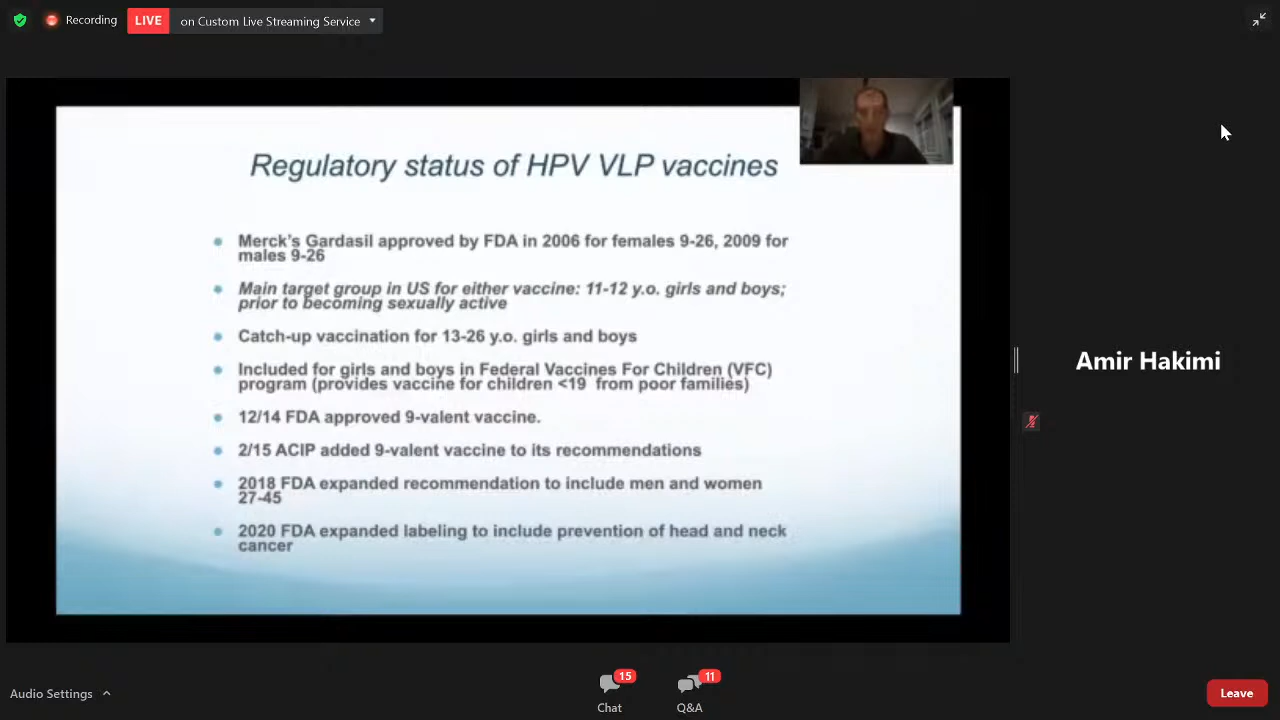 Recording
LIVE
on Custom Live Streaming Service
Regulatory status of HPV VLP vaccines
Merck's Gardasil approved by FDA in 2006 for females 9-26, 2009 for
males 9-26
Main target group in US for either vaccine: 11-12 y.o. girls and boys;
prior to becoming sexually active
Catch-up vaccination for 13-26 y.o. girls and boys
Included for girls and boys in Federal Vaccines For Children (VFC)
program (provides vaccine for children <19 from poor families)
12/14 FDA approved 9-valent vaccine.
2/15 ACIP added 9-valent vaccine to its recommendations
2018 FDA expanded recommendation to include men and women
27-45
2020 FDA expanded labeling to include prevention of head and neck
cancer
Amir Hakimi
Audio Settings
15
Chat
11
Q&A
Leave